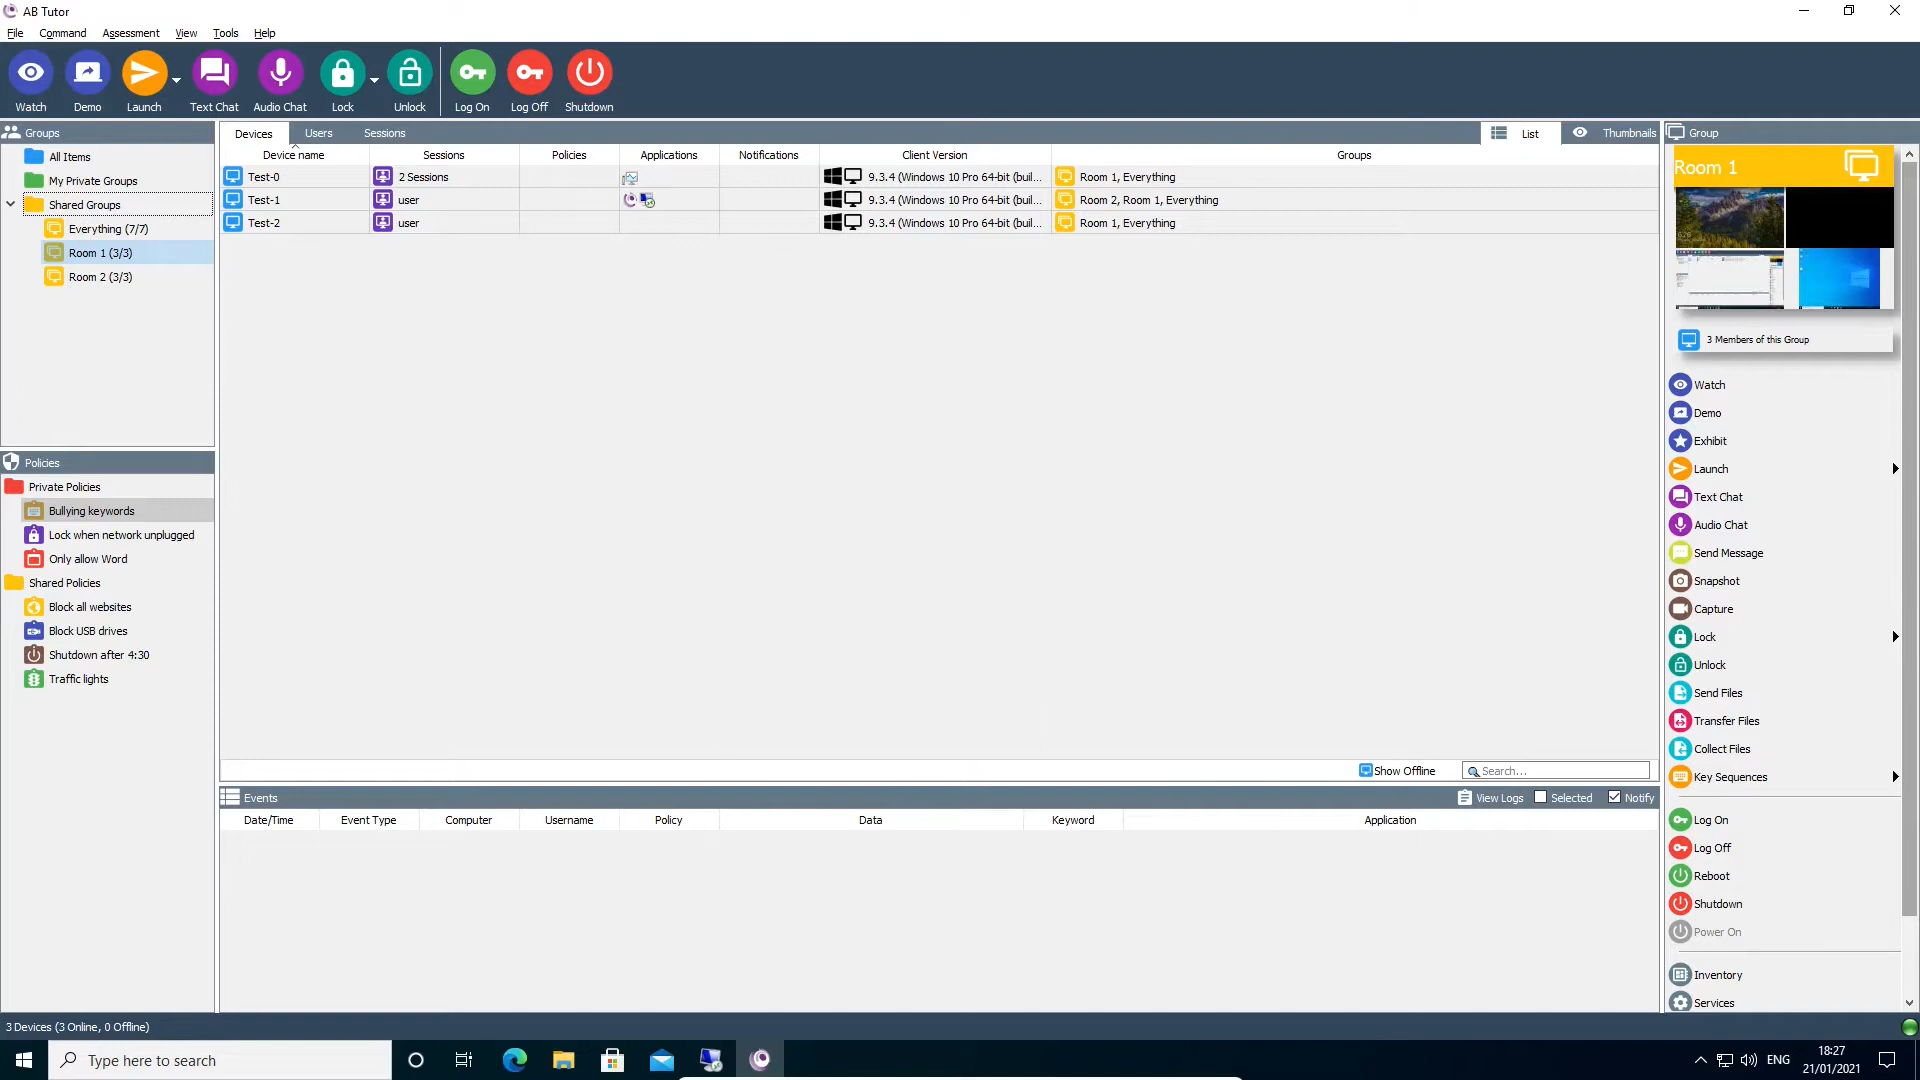 AB Tutor
File Command Assessment View Tools Help
Watch Demo Launch Text Chat Audio Chat Lock Unlock Log On Log Off Shutdown
Groups
All Items
My Private Groups
Shared Groups
Everything (7/7)
Room 1 (3/3)
Room 2 (3/3)
Policies
Private Policies
Bullying keywords
Lock when network unplugged
Only allow Word
Shared Policies
Block all websites
Block USB drives
Shutdown after 4:30
Traffic lights
Devices Users Sessions List Thumbnails
Device name Sessions Policies Applications Notifications Client Version Groups
Test-0 2 Sessions 9.3.4 (Windows 10 Pro 64-bit (buil... Room 1, Everything
Test-1 user 9.3.4 (Windows 10 Pro 64-bit (buil... Room 2, Room 1, Everything
Test-2 user 9.3.4 (Windows 10 Pro 64-bit (buil... Room 1, Everything
Show Offline Search...
Events View Logs Selected Notify
Date/Time Event Type Computer Username Policy Data Keyword Application
Group
Room 1
3 Members of this Group
Watch
Demo
Exhibit
Launch
Text Chat
Audio Chat
Send Message
Snapshot
Capture
Lock
Unlock
Send Files
Transfer Files
Collect Files
Key Sequences
Log On
Log Off
Reboot
Shutdown
Power On
Inventory
Services
3 Devices (3 Online, 0 Offline)
Type here to search
ENG
18:27
21/01/2021